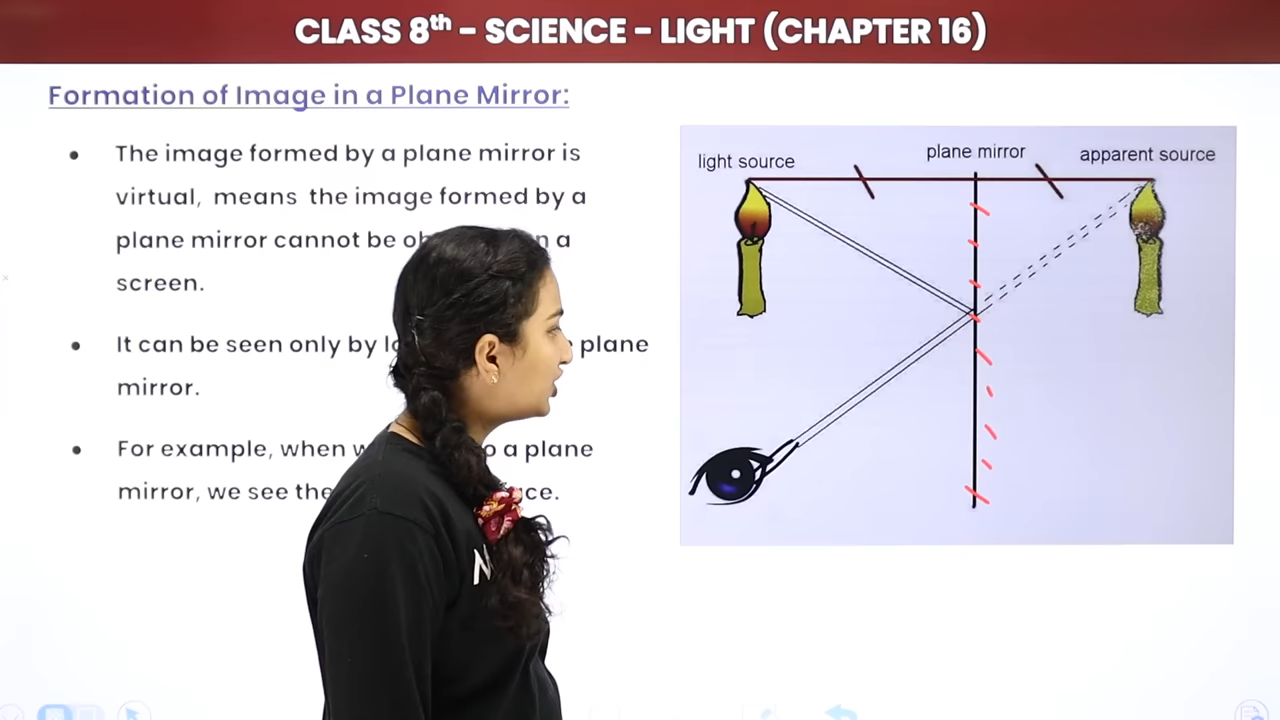 CLASS 8th – SCIENCE – LIGHT (CHAPTER 16)
Formation of Image in a Plane Mirror:
• The image formed by a plane mirror is
virtual, means the image formed by a
plane mirror cannot be a
screen.
• It can be seen only by plane
mirror.
• For example, when a plane
mirror, we see the
light source
plane mirror
apparent source